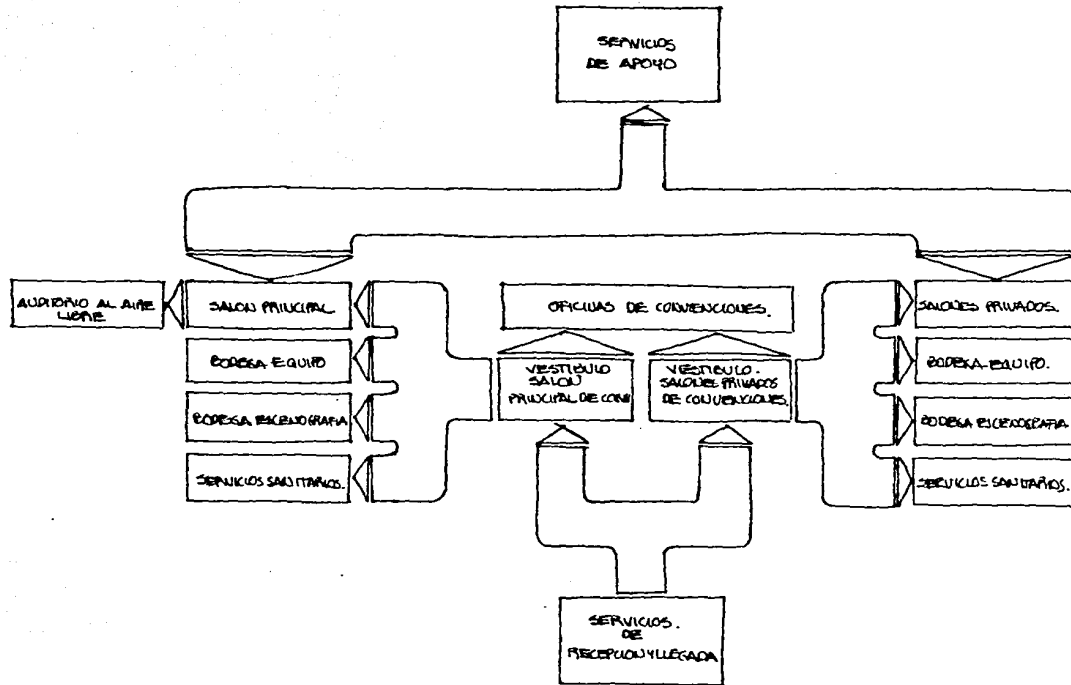 SERVICIOS
DE APOYO
AUDITORIO AL AIRE
LIBRE
SALON PRINCIPAL
OFICINAS DE CONVENCIONES.
SALONES PRIVADOS.
BODEGA EQUIPO
VESTIBULO
SALON
PRINCIPAL DE CONV
VESTIBULO.
SALONES PRIVADOS
DE CONVENCIONES.
BODEGA EQUIPO.
BODEGA ESCENOGRAFIA
BODEGA ESCENOGRAFIA
SERVICIOS SANITARIOS.
SERVICIOS SANITARIOS.
SERVICIOS.
DE
RECEPCION Y LLEGADA